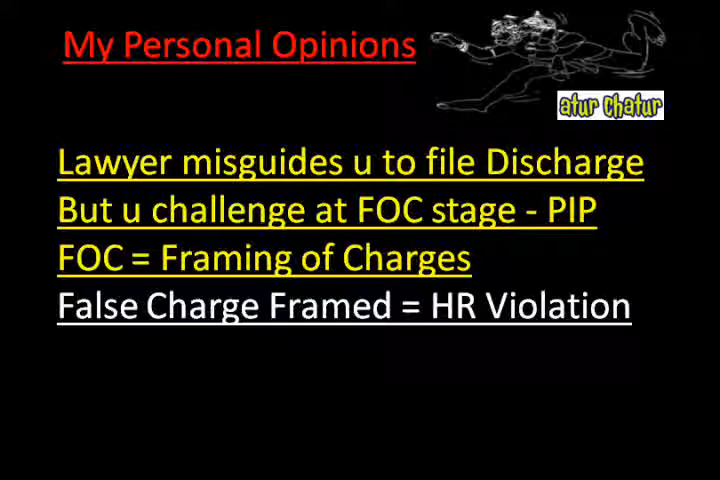 My Personal Opinions
atur chatur
Lawyer misguides u to file Discharge
But u challenge at FOC stage - PIP
FOC = Framing of Charges
False Charge Framed = HR Violation